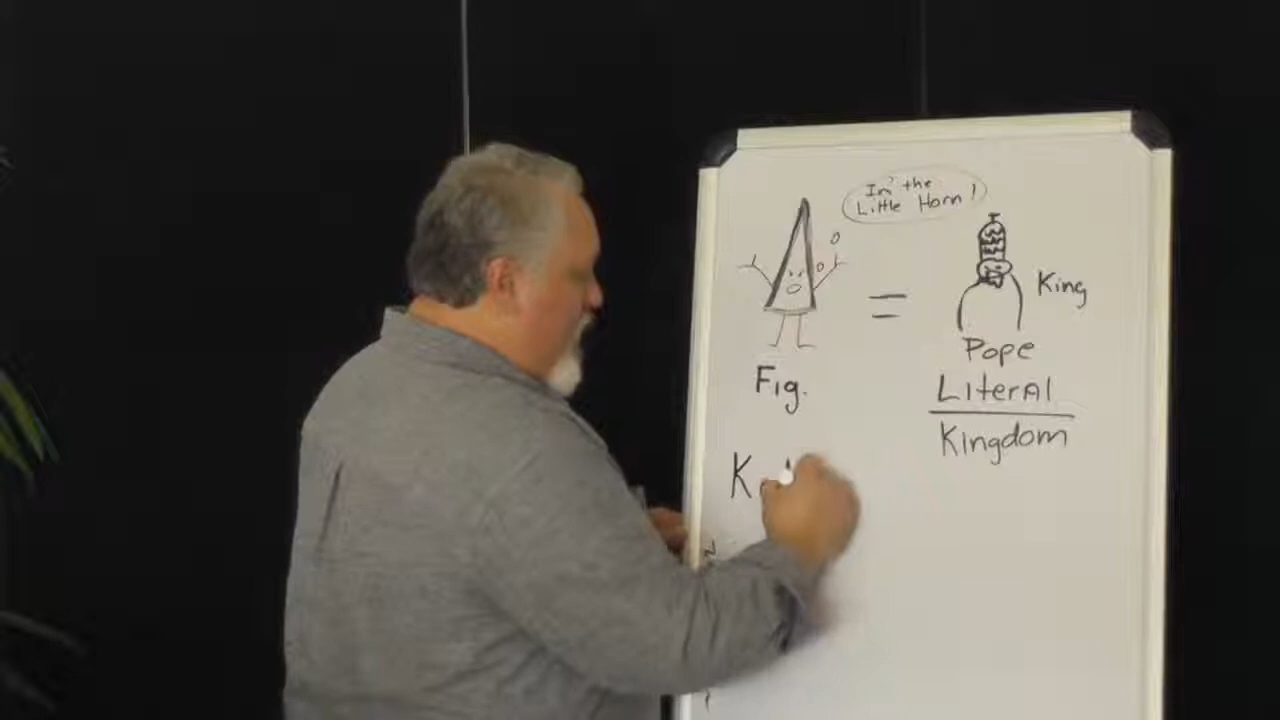 In the
Little Horn!
=
King
Pope
Fig.
Literal
Kingdom
K